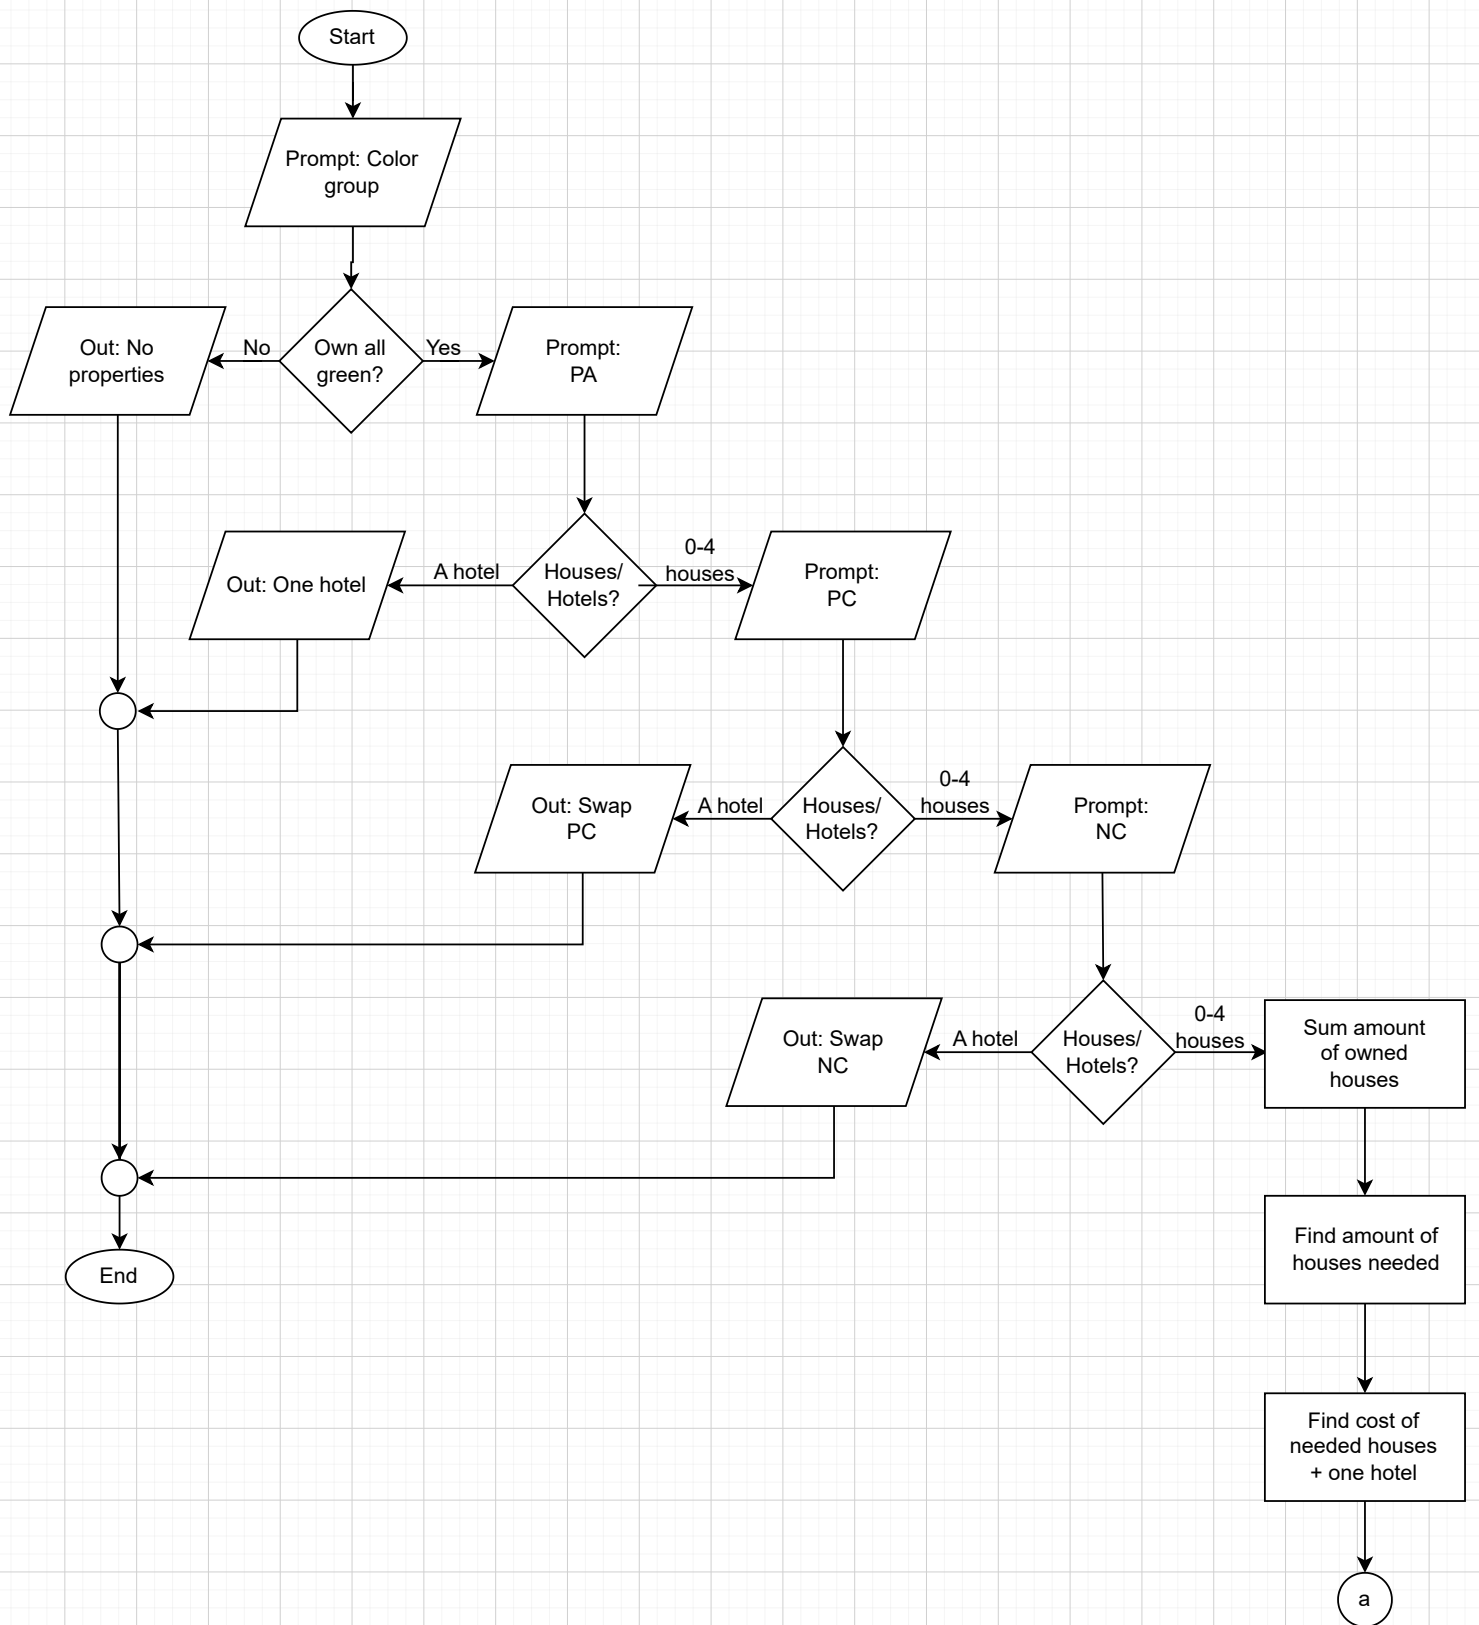 Start
Prompt: Color
group
Out: No
properties
No
Own all
green?
Yes
Prompt:
PA
Out: One hotel
A hotel
Houses/
Hotels?
0-4
houses
Prompt:
PC
Out: Swap
PC
A hotel
Houses/
Hotels?
0-4
houses
Prompt:
NC
Out: Swap
NC
A hotel
Houses/
Hotels?
0-4
houses
Sum amount
of owned
houses
End
Find amount of
houses needed
Find cost of
needed houses
+ one hotel
a